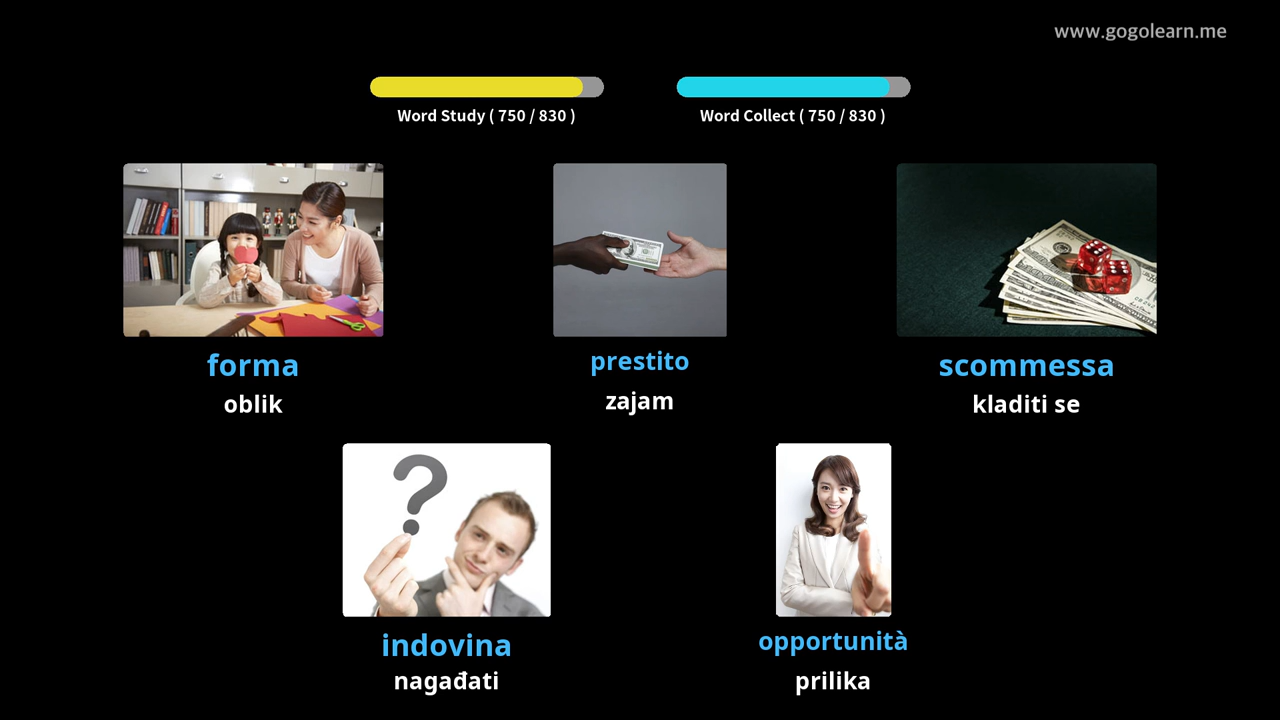 www.gogolearn.me
Word Study ( 750 / 830 )
Word Collect ( 750 / 830 )
forma
oblik
prestito
zajam
scommessa
kladiti se
indovina
nagađati
opportunità
prilika